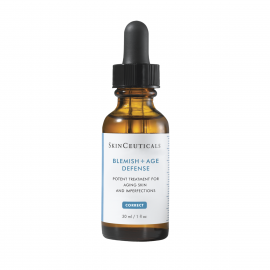 SKINCEUTICALS
BLEMISH + AGE
DEFENSE
POTENT TREATMENT FOR
AGING SKIN
AND IMPERFECTIONS
CORRECT
30 ml / 1 fl oz